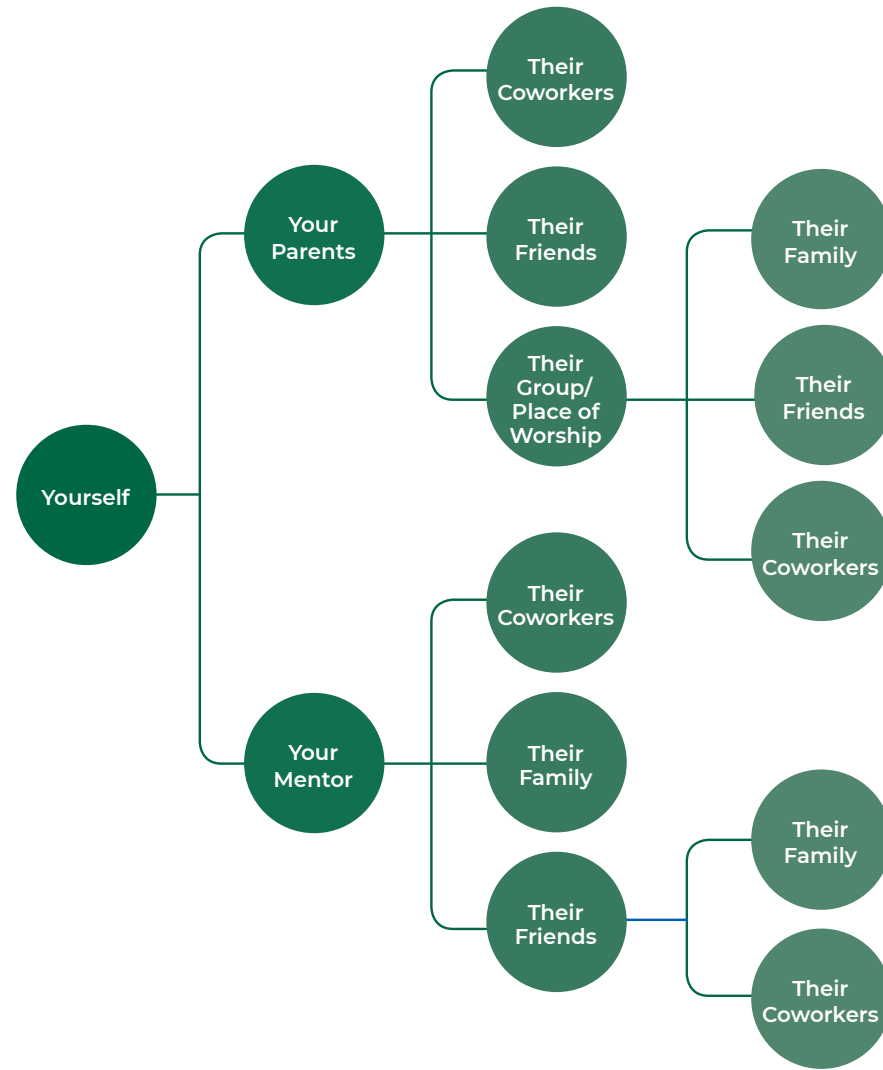 Yourself
Your
Parents
Their
Coworkers
Their
Friends
Their
Group/
Place of
Worship
Their
Family
Their
Friends
Their
Coworkers
Your
Mentor
Their
Coworkers
Their
Family
Their
Friends
Their
Family
Their
Coworkers